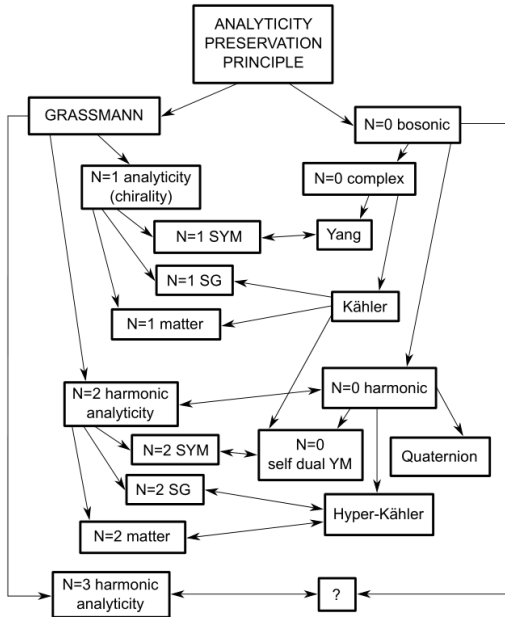 ANALYTICITY
PRESERVATION
PRINCIPLE
GRASSMANN
N=0 bosonic
N=1 analyticity
(chirality)
N=0 complex
N=1 SYM
Yang
N=1 SG
Kähler
N=1 matter
N=2 harmonic
analyticity
N=0 harmonic
N=2 SYM
N=0
self dual YM
Quaternion
N=2 SG
Hyper-Kähler
N=2 matter
N=3 harmonic
analyticity
?